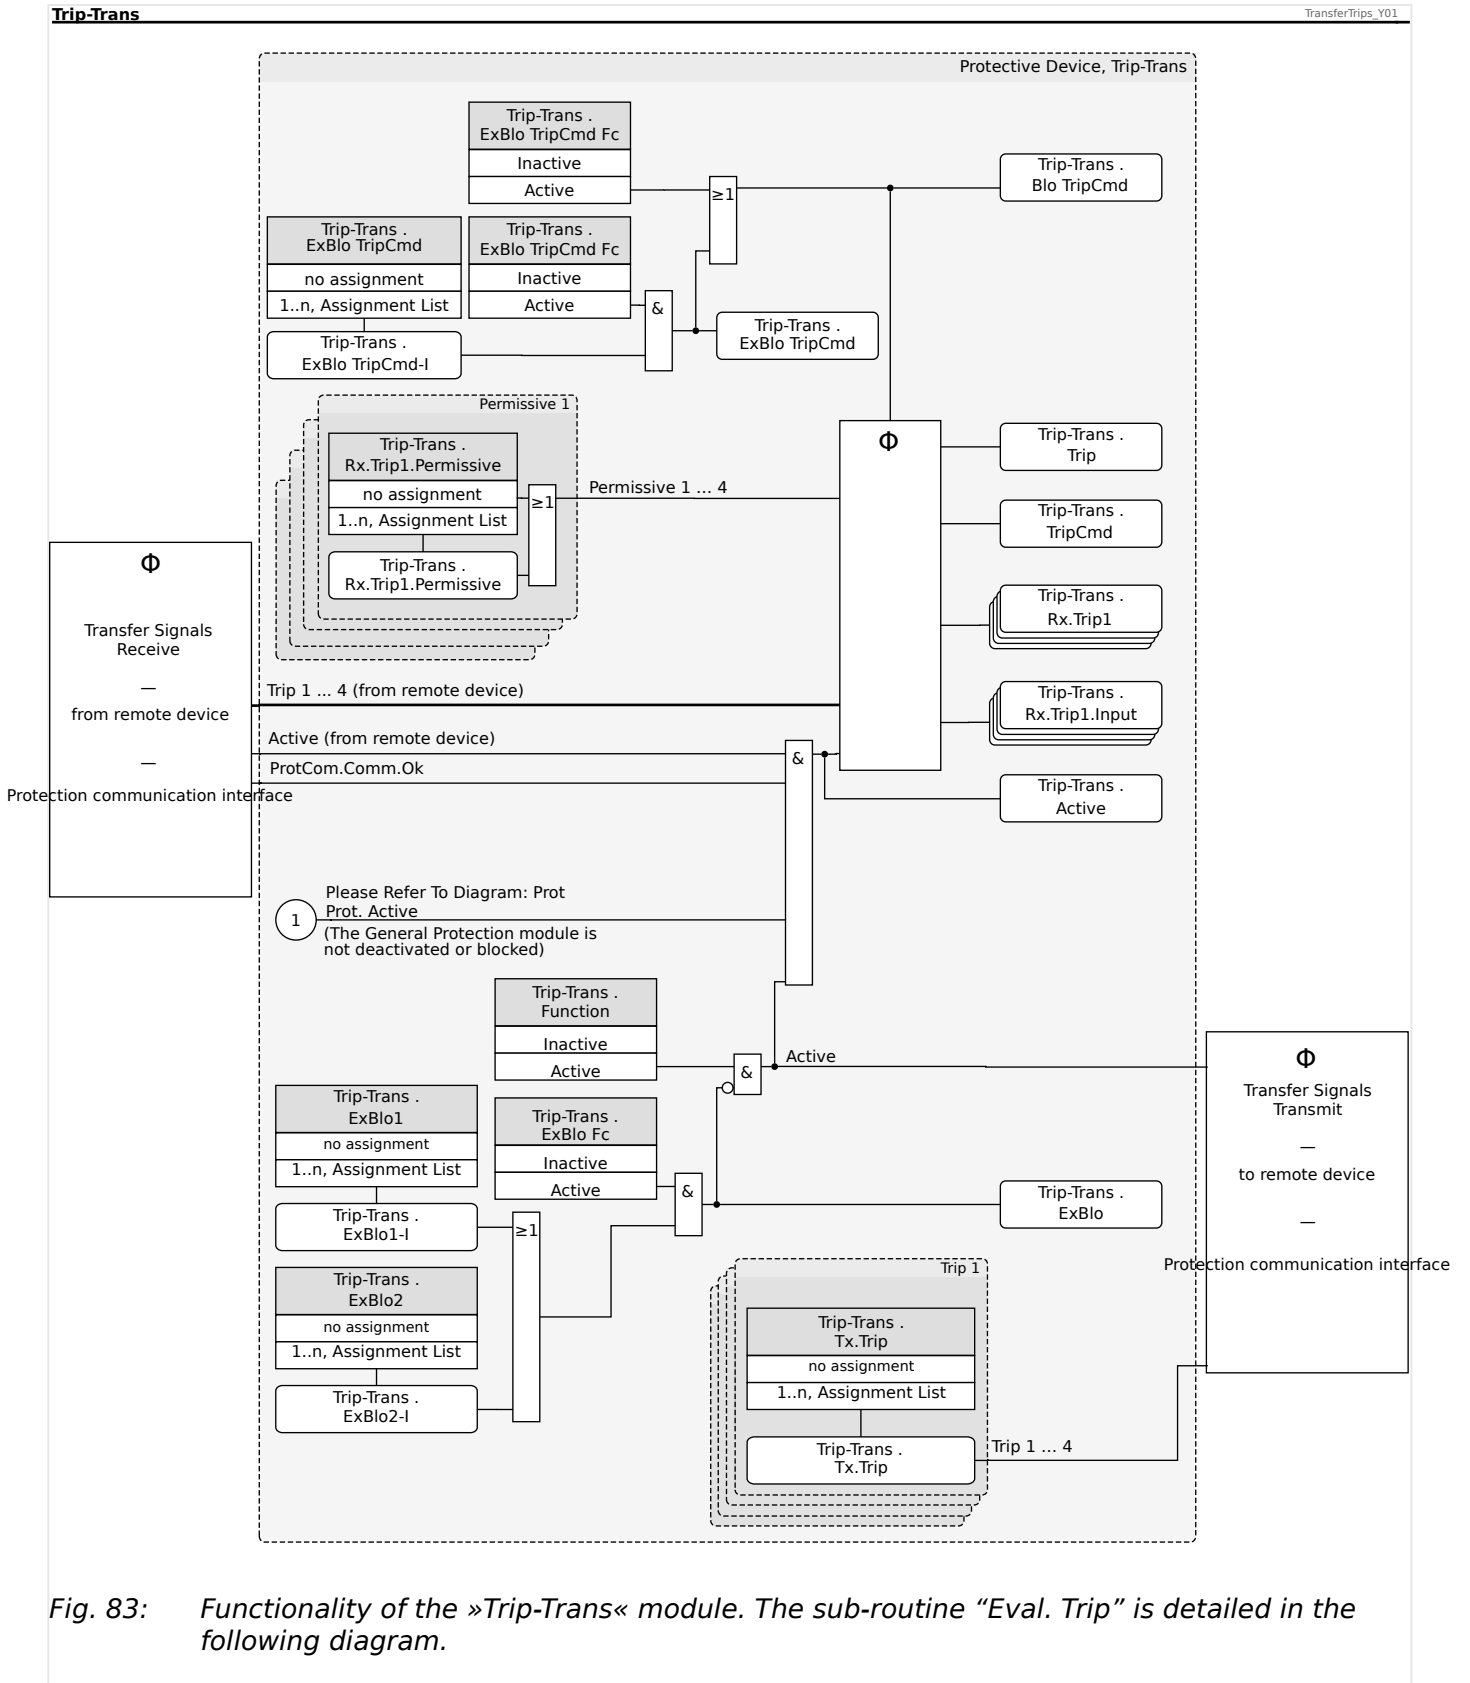 Trip-Trans
TransferTrips_Y01
Protective Device, Trip-Trans
Trip-Trans .
ExBlo TripCmd Fc
Inactive
Active
≥1
Trip-Trans .
Blo TripCmd
Trip-Trans .
ExBlo TripCmd
no assignment
1..n, Assignment List
Trip-Trans .
ExBlo TripCmd-I
Trip-Trans .
ExBlo TripCmd Fc
Inactive
Active
&
Trip-Trans .
ExBlo TripCmd
Permissive 1
Trip-Trans .
Rx.Trip1.Permissive
no assignment
1..n, Assignment List
Trip-Trans .
Rx.Trip1.Permissive
≥1
Permissive 1 ... 4
Φ
Trip-Trans .
Trip
Trip-Trans .
TripCmd
Trip-Trans .
Rx.Trip1
Trip-Trans .
Rx.Trip1.Input
Trip-Trans .
Active
Φ
Transfer Signals
Receive
—
from remote device
—
Protection communication interface
Trip 1 ... 4 (from remote device)
Active (from remote device)
ProtCom.Comm.Ok
&
1
Please Refer To Diagram: Prot
Prot. Active
(The General Protection module is
not deactivated or blocked)
Trip-Trans .
Function
Inactive
Active
&
Active
Trip-Trans .
ExBlo1
no assignment
1..n, Assignment List
Trip-Trans .
ExBlo1-I
Trip-Trans .
ExBlo Fc
Inactive
Active
&
≥1
Trip-Trans .
ExBlo2
no assignment
1..n, Assignment List
Trip-Trans .
ExBlo2-I
Trip-Trans .
ExBlo
Φ
Transfer Signals
Transmit
—
to remote device
—
Protection communication interface
Trip 1
Trip-Trans .
Tx.Trip
no assignment
1..n, Assignment List
Trip-Trans .
Tx.Trip
Trip 1 ... 4
Fig. 83: Functionality of the »Trip-Trans« module. The sub-routine “Eval. Trip” is detailed in the
following diagram.